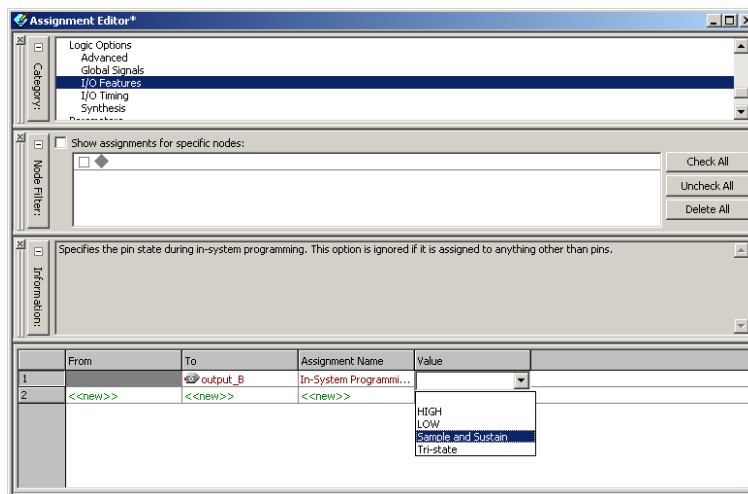 Assignment Editor*
Category:
Logic Options
Advanced
Global Signals
I/O Features
I/O Timing
Synthesis
Parameters
Node Filter:
Show assignments for specific nodes:
Check All
Uncheck All
Delete All
Information:
Specifies the pin state during in-system programming. This option is ignored if it is assigned to anything other than pins.
From To Assignment Name Value
1 output_B In-System Programmi...
2 <<new>> <<new>> <<new>>
HIGH
LOW
Sample and Sustain
Tri-state